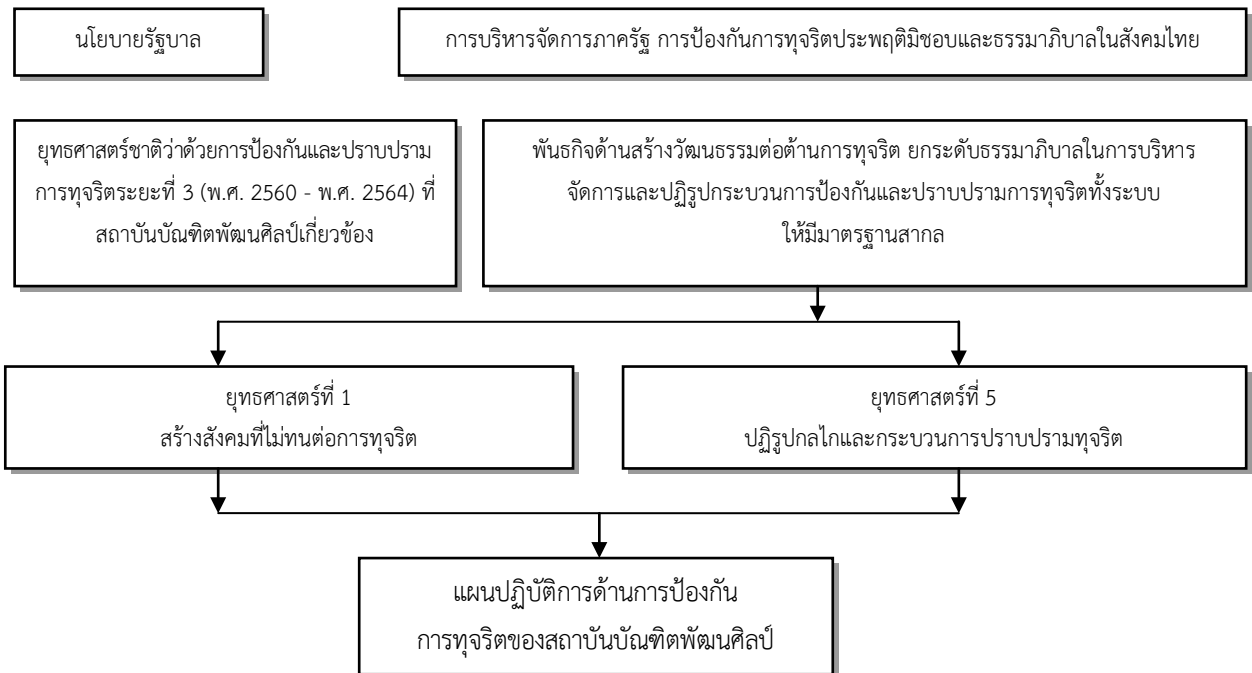 นโยบายรัฐบาล
การบริหารจัดการภาครัฐ การป้องกันการทุจริตประพฤติมิชอบและธรรมาภิบาลในสังคมไทย
ยุทธศาสตร์ชาติว่าด้วยการป้องกันและปราบปราม
การทุจริตระยะที่ 3 (พ.ศ. 2560 - พ.ศ. 2564) ที่
สถาบันบัณฑิตพัฒนศิลป์เกี่ยวข้อง
พันธกิจด้านสร้างวัฒนธรรมต่อต้านการทุจริต ยกระดับธรรมาภิบาลในการบริหาร
จัดการและปฏิรูปกระบวนการป้องกันและปราบปรามการทุจริตทั้งระบบ
ให้มีมาตรฐานสากล
ยุทธศาสตร์ที่ 1
สร้างสังคมที่ไม่ทนต่อการทุจริต
ยุทธศาสตร์ที่ 5
ปฏิรูปกลไกและกระบวนการปราบปรามทุจริต
แผนปฏิบัติการด้านการป้องกัน
การทุจริตของสถาบันบัณฑิตพัฒนศิลป์